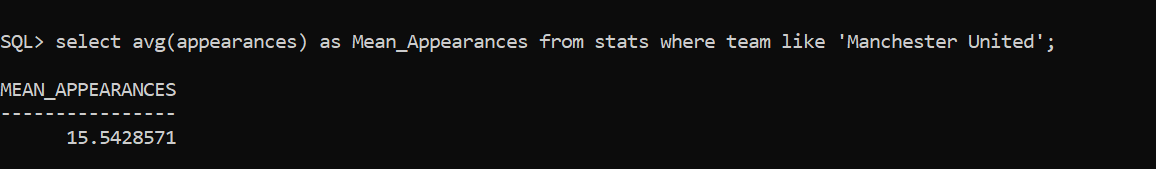 SQL> select avg(appearances) as Mean_Appearances from stats where team like 'Manchester United';
MEAN_APPEARANCES
----------------
15.5428571